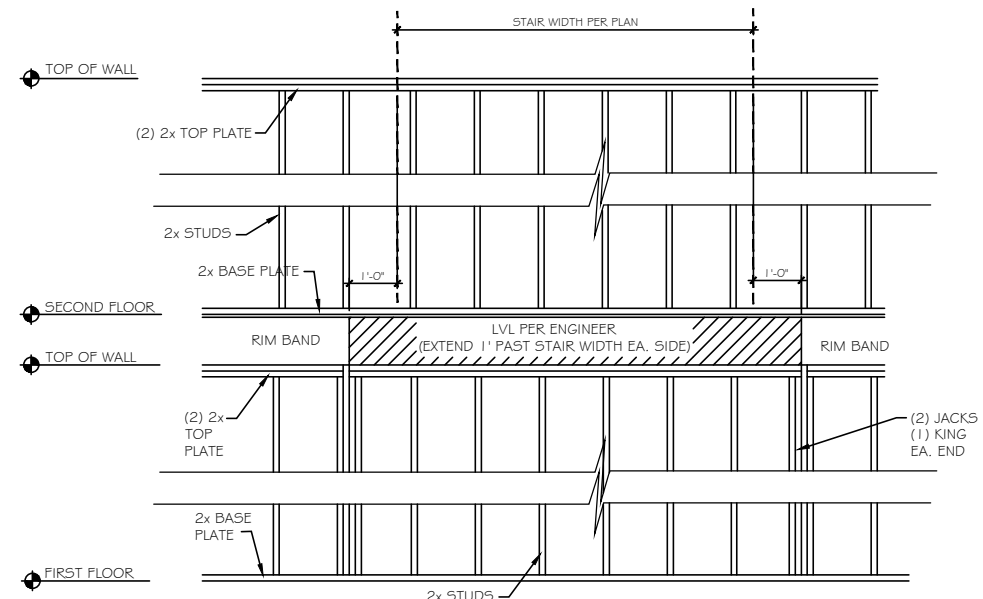 STAIR WIDTH PER PLAN
TOP OF WALL
(2) 2x TOP PLATE
2x STUDS
2x BASE PLATE
1'-0"
1'-0"
SECOND FLOOR
RIM BAND
LVL PER ENGINEER
(EXTEND 1' PAST STAIR WIDTH EA. SIDE)
RIM BAND
TOP OF WALL
(2) 2x
TOP
PLATE
(2) JACKS
(1) KING
EA. END
2x BASE
PLATE
FIRST FLOOR
2x STUDS